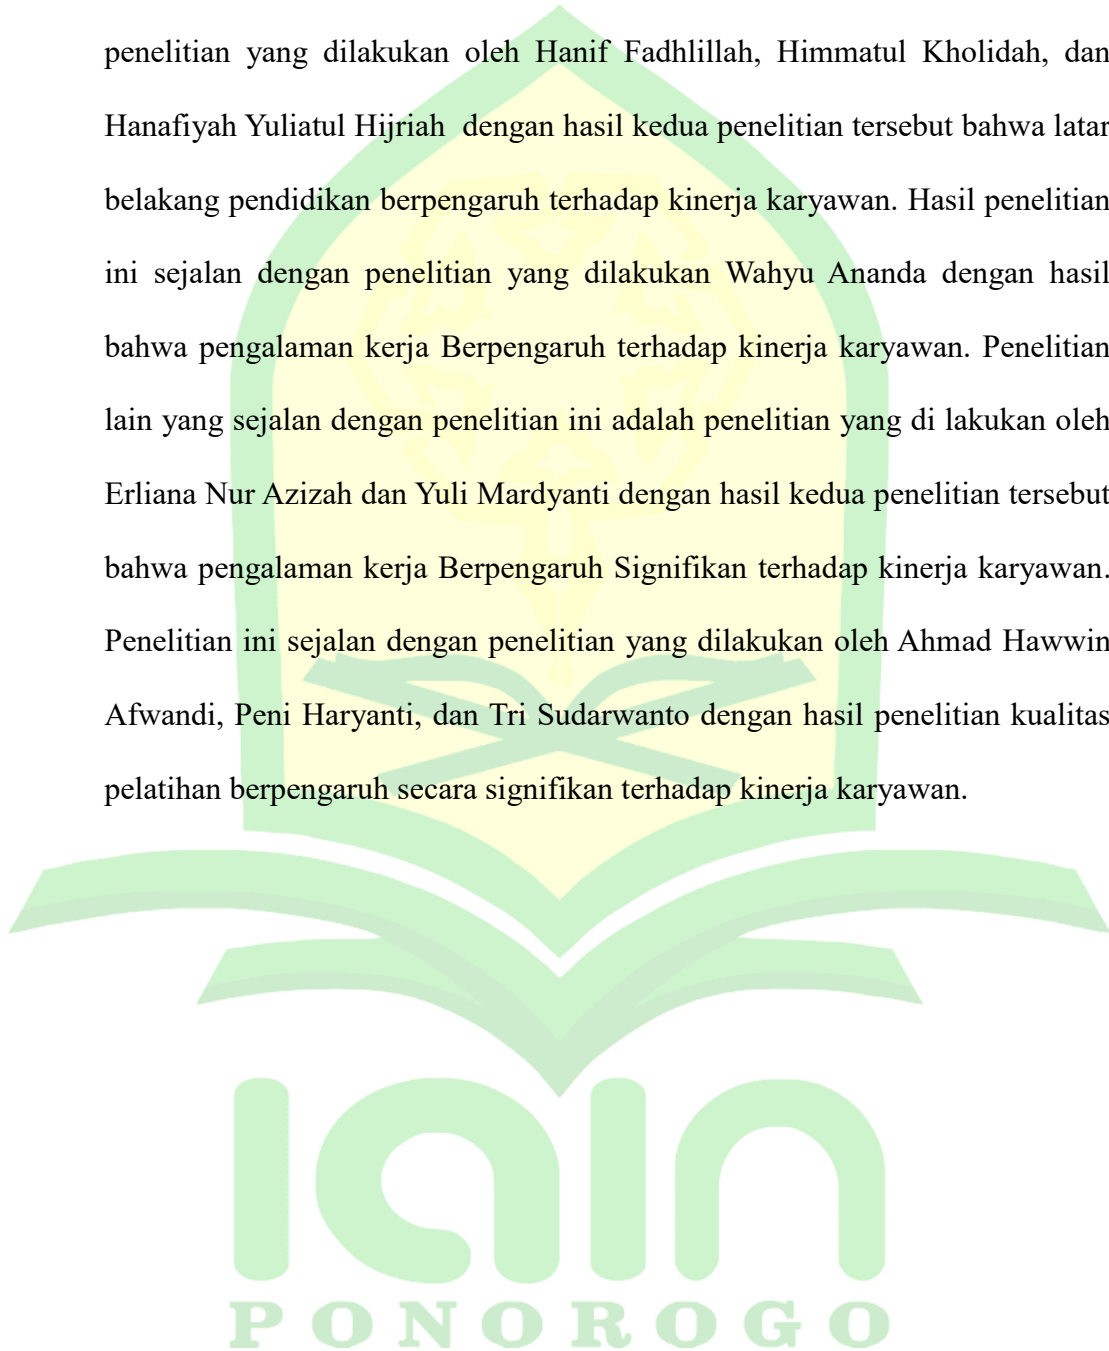 penelitian yang dilakukan oleh Hanif Fadhlillah, Himmatul Kholidah, dan
Hanafiyah Yuliatul Hijriah dengan hasil kedua penelitian tersebut bahwa latar
belakang pendidikan berpengaruh terhadap kinerja karyawan. Hasil penelitian
ini sejalan dengan penelitian yang dilakukan Wahyu Ananda dengan hasil
bahwa pengalaman kerja Berpengaruh terhadap kinerja karyawan. Penelitian
lain yang sejalan dengan penelitian ini adalah penelitian yang di lakukan oleh
Erliana Nur Azizah dan Yuli Mardyanti dengan hasil kedua penelitian tersebut
bahwa pengalaman kerja Berpengaruh Signifikan terhadap kinerja karyawan.
Penelitian ini sejalan dengan penelitian yang dilakukan oleh Ahmad Hawwin
Afwandi, Peni Haryanti, dan Tri Sudarwanto dengan hasil penelitian kualitas
pelatihan berpengaruh secara signifikan terhadap kinerja karyawan.
iain
PONOROGO